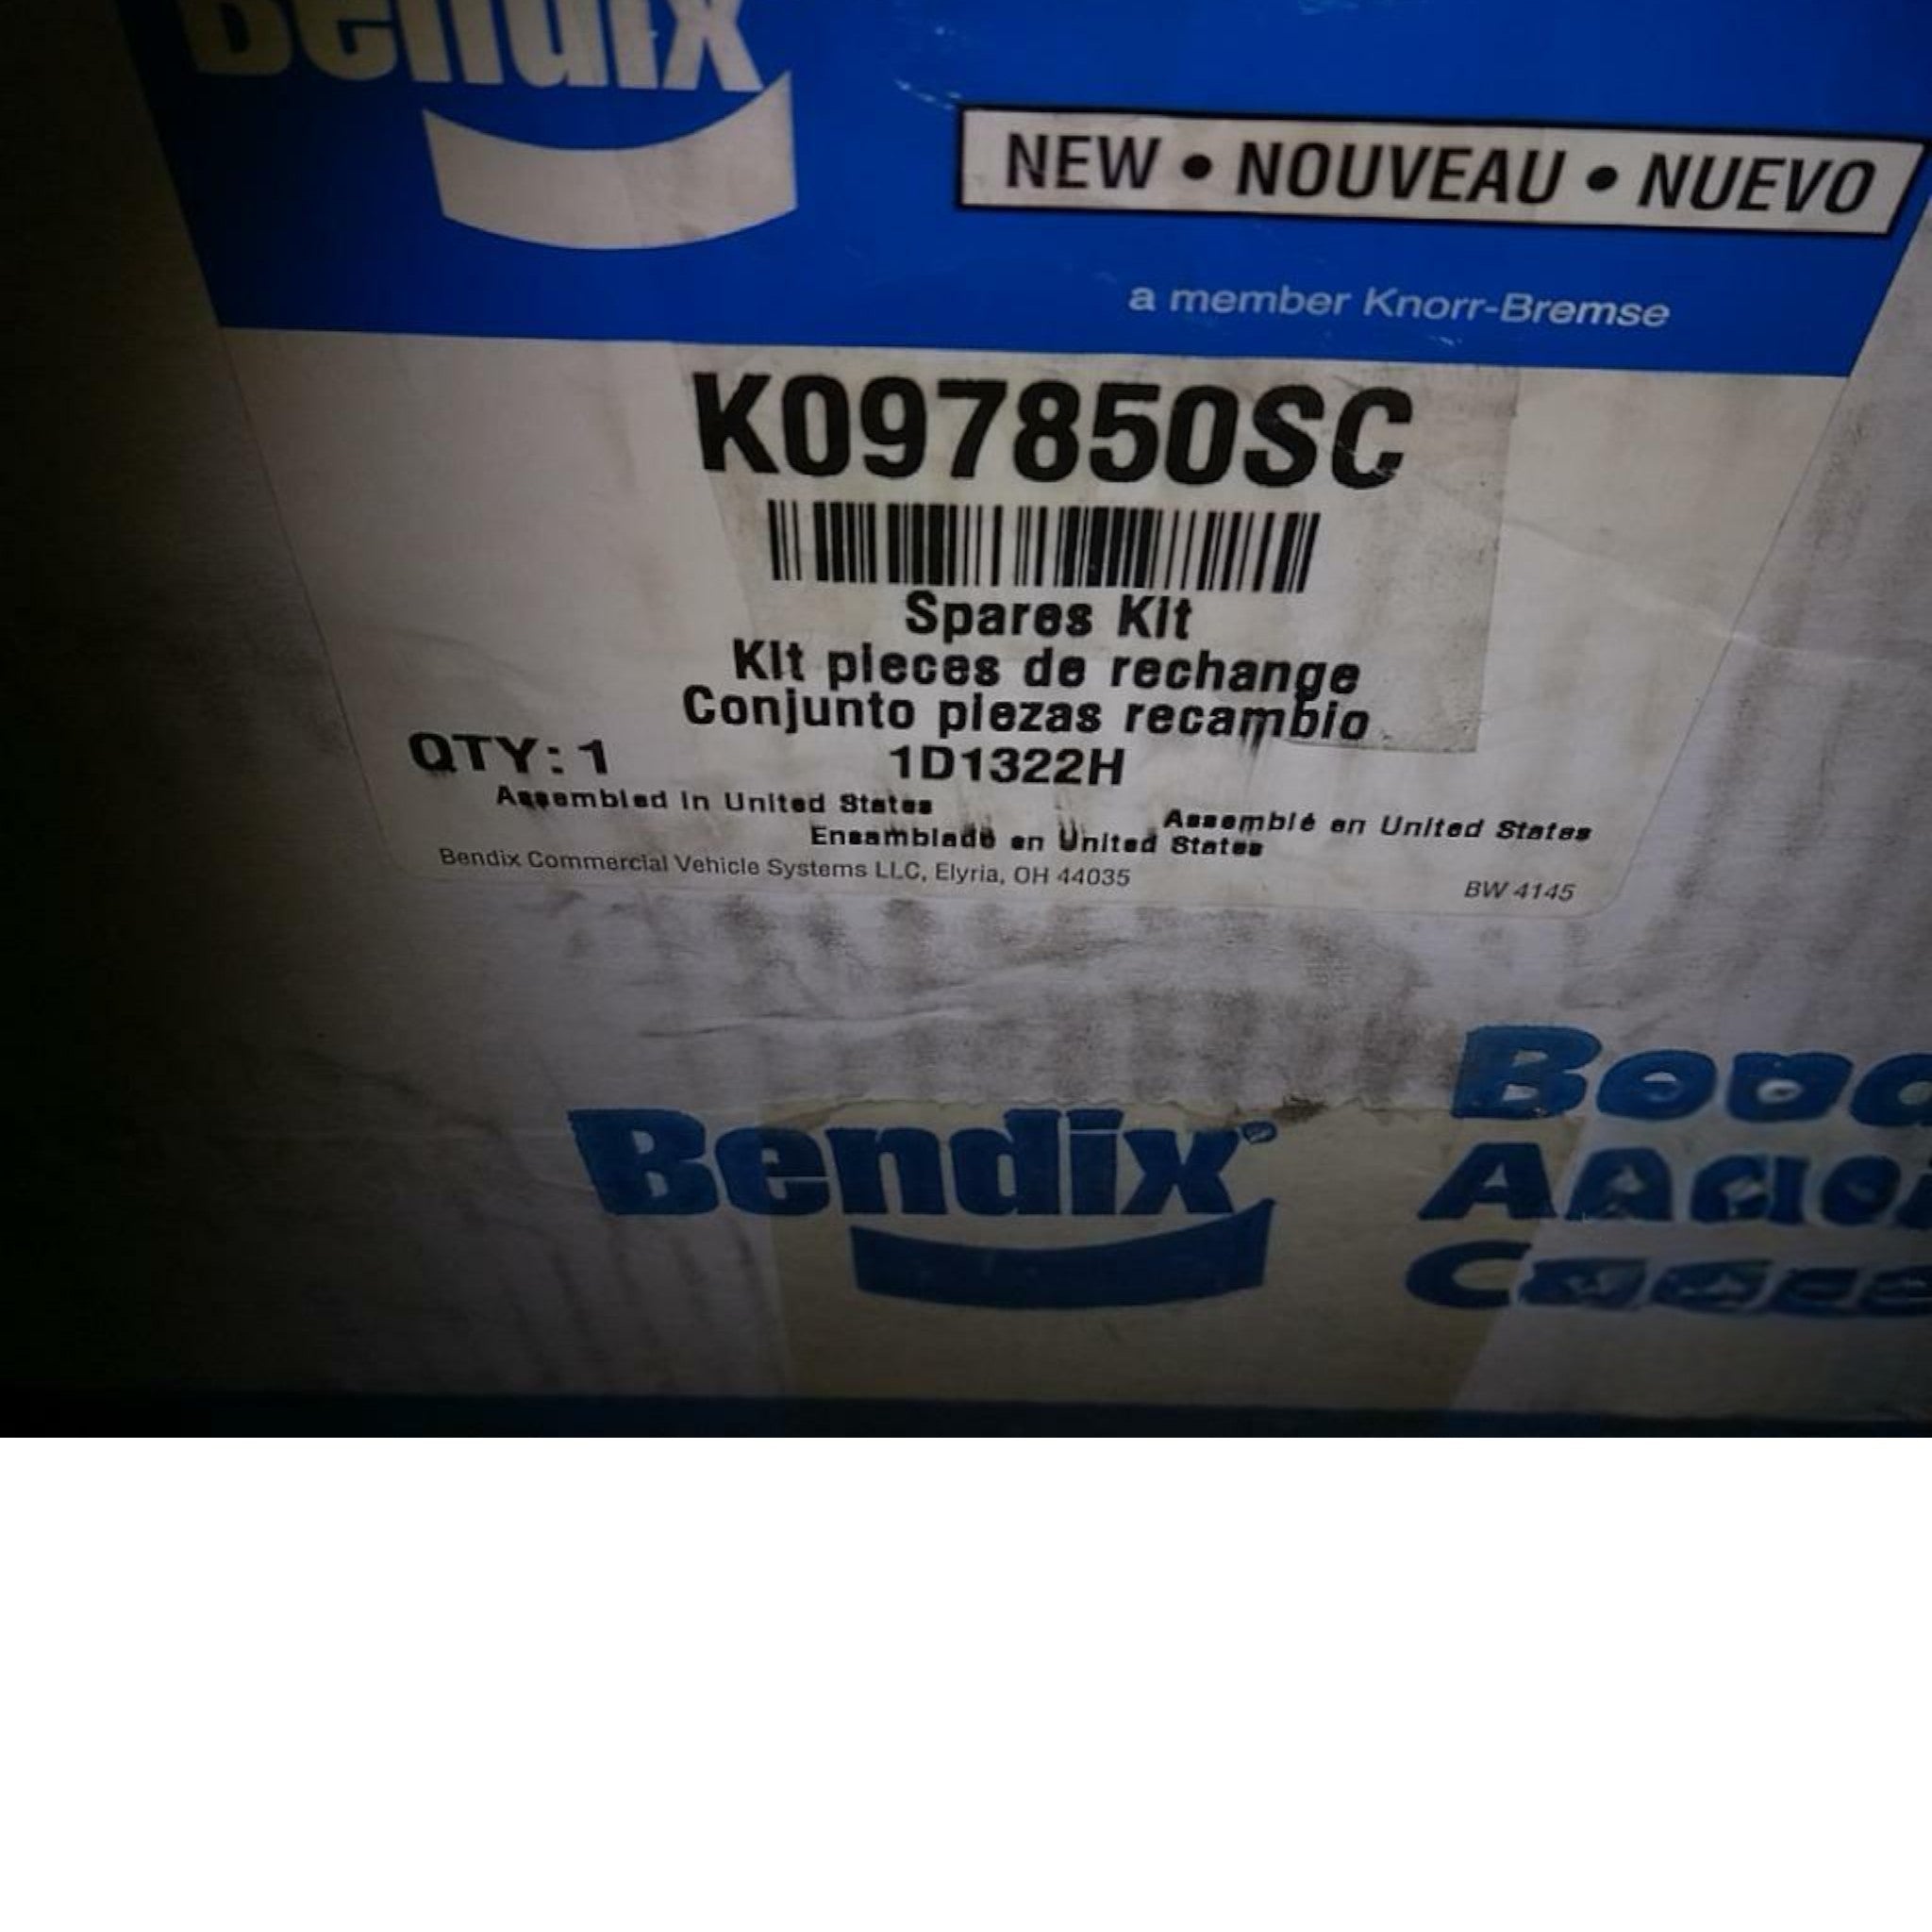 Bendix
NEW • NOUVEAU • NUEVO
a member Knorr-Bremse
K097850SC
Spares Kit
Kit pieces de rechange
Conjunto piezas recambio
QTY: 1 1D1322H
Assembled in United States
Assemblé en United States
Ensamblado en United States
Bendix Commercial Vehicle Systems LLC, Elyria, OH 44035
BW 4145
Bendix®